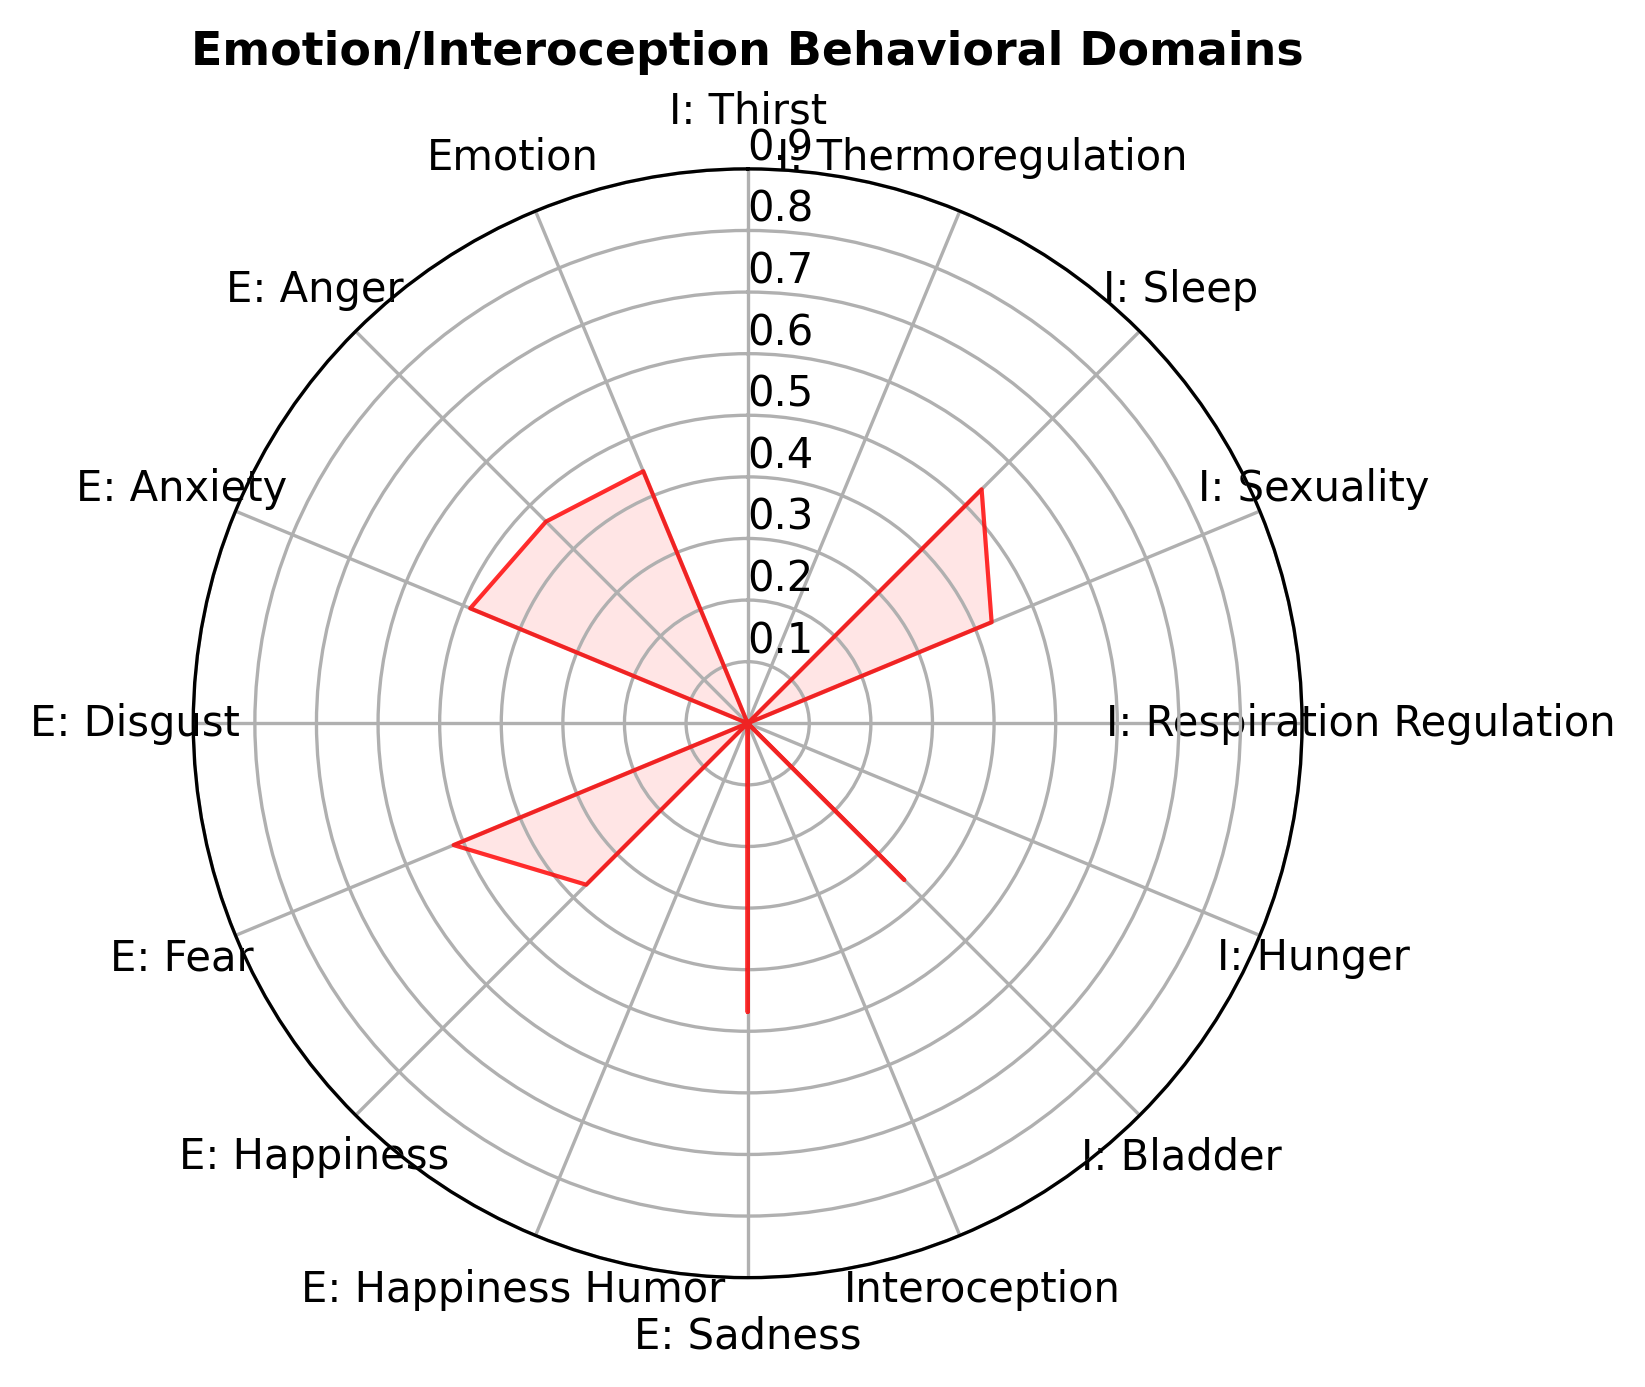 Emotion/Interoception Behavioral Domains
I: Thirst
0.9
Emotion
I: Thermoregulation
0.8
E: Anger
0.7
I: Sleep
0.6
0.5
E: Anxiety
0.4
I: Sexuality
0.3
0.2
0.1
E: Disgust
I: Respiration Regulation
E: Fear
I: Hunger
E: Happiness
I: Bladder
E: Happiness Humor
Interoception
E: Sadness